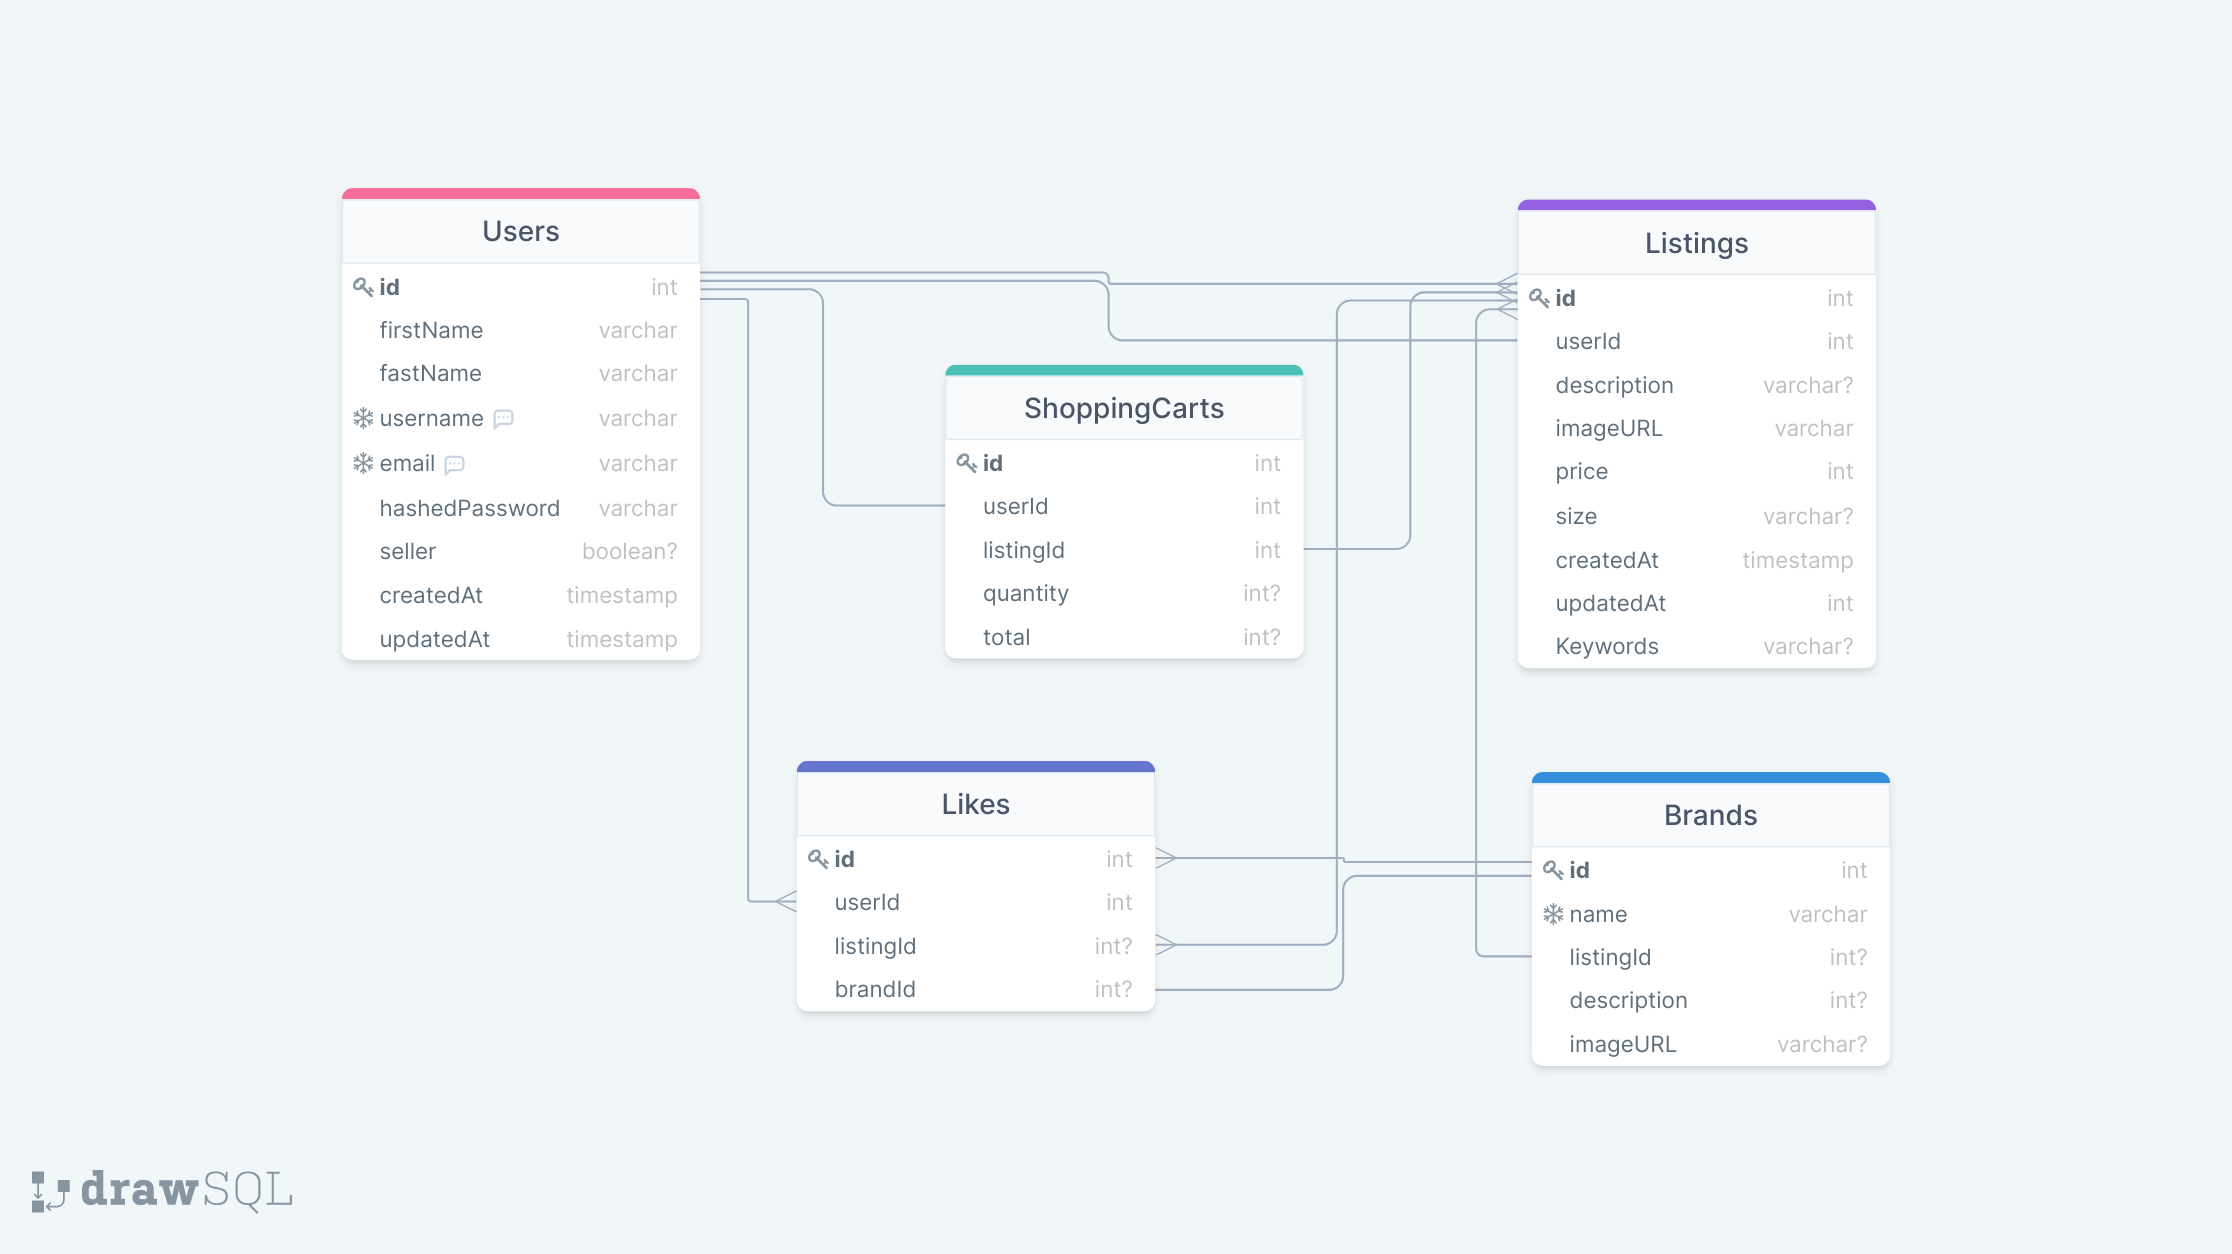 Users
id int
firstName varchar
fastName varchar
username varchar
email varchar
hashedPassword varchar
seller boolean?
createdAt timestamp
updatedAt timestamp
ShoppingCarts
id int
userId int
listingId int
quantity int?
total int?
Listings
id int
userId int
description varchar?
imageURL varchar
price int
size varchar?
createdAt timestamp
updatedAt int
Keywords varchar?
Likes
id int
userId int
listingId int?
brandId int?
Brands
id int
name varchar
listingId int?
description int?
imageURL varchar?
drawSQL